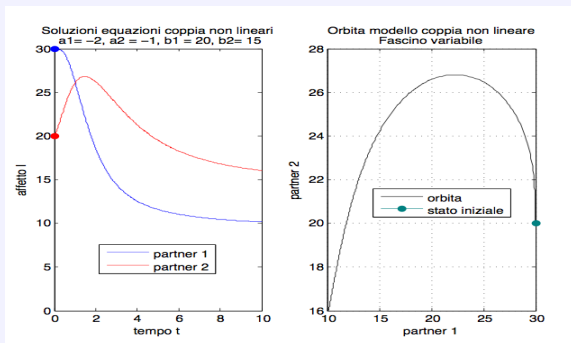 Soluzioni equazioni coppia non lineari
a1= −2, a2 = −1, b1 = 20, b2= 15
30
25
20
15
10
5
0
0
2
4
6
8
10
affetto I
tempo t
partner 1
partner 2
Orbita modello coppia non lineare
Fascino variabile
28
26
24
22
20
18
16
10
15
20
25
30
partner 2
partner 1
orbita
stato iniziale